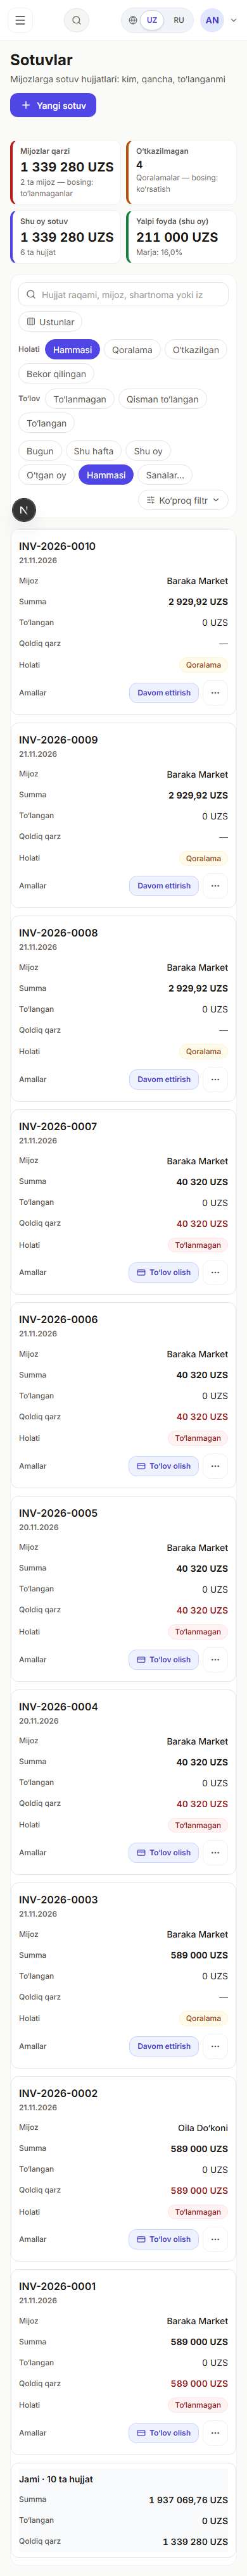 UZ RU AN
Sotuvlar
Mijozlarga sotuv hujjatlari: kim, qancha, to'langanmi
+ Yangi sotuv
Mijozlar qarzi
1 339 280 UZS
2 ta mijoz — bosing:
to'lanmaganlar
O'tkazilmagan
4
Qoralamalar — bosing:
ko'rsatish
Shu oy sotuv
1 339 280 UZS
6 ta hujjat
Yalpi foyda (shu oy)
211 000 UZS
Marja: 16,0%
Hujjat raqami, mijoz, shartnoma yoki iz
Ustunlar
Holati Hammasi Qoralama O'tkazilgan
Bekor qilingan
To'lov To'lanmagan Qisman to'langan
To'langan
Bugun Shu hafta Shu oy
O'tgan oy Hammasi Sanalar...
N Ko'proq filtr
INV-2026-0010
21.11.2026
Mijoz Baraka Market
Summa 2 929,92 UZS
To'langan 0 UZS
Qoldiq qarz —
Holati Qoralama
Amallar Davom ettirish ...
INV-2026-0009
21.11.2026
Mijoz Baraka Market
Summa 2 929,92 UZS
To'langan 0 UZS
Qoldiq qarz —
Holati Qoralama
Amallar Davom ettirish ...
INV-2026-0008
21.11.2026
Mijoz Baraka Market
Summa 2 929,92 UZS
To'langan 0 UZS
Qoldiq qarz —
Holati Qoralama
Amallar Davom ettirish ...
INV-2026-0007
21.11.2026
Mijoz Baraka Market
Summa 40 320 UZS
To'langan 0 UZS
Qoldiq qarz 40 320 UZS
Holati To'lanmagan
Amallar To'lov olish ...
INV-2026-0006
21.11.2026
Mijoz Baraka Market
Summa 40 320 UZS
To'langan 0 UZS
Qoldiq qarz 40 320 UZS
Holati To'lanmagan
Amallar To'lov olish ...
INV-2026-0005
20.11.2026
Mijoz Baraka Market
Summa 40 320 UZS
To'langan 0 UZS
Qoldiq qarz 40 320 UZS
Holati To'lanmagan
Amallar To'lov olish ...
INV-2026-0004
20.11.2026
Mijoz Baraka Market
Summa 40 320 UZS
To'langan 0 UZS
Qoldiq qarz 40 320 UZS
Holati To'lanmagan
Amallar To'lov olish ...
INV-2026-0003
21.11.2026
Mijoz Baraka Market
Summa 589 000 UZS
To'langan 0 UZS
Qoldiq qarz —
Holati Qoralama
Amallar Davom ettirish ...
INV-2026-0002
21.11.2026
Mijoz Oila Do'koni
Summa 589 000 UZS
To'langan 0 UZS
Qoldiq qarz 589 000 UZS
Holati To'lanmagan
Amallar To'lov olish ...
INV-2026-0001
21.11.2026
Mijoz Baraka Market
Summa 589 000 UZS
To'langan 0 UZS
Qoldiq qarz 589 000 UZS
Holati To'lanmagan
Amallar To'lov olish ...
Jami · 10 ta hujjat
Summa 1 937 069,76 UZS
To'langan 0 UZS
Qoldiq qarz 1 339 280 UZS